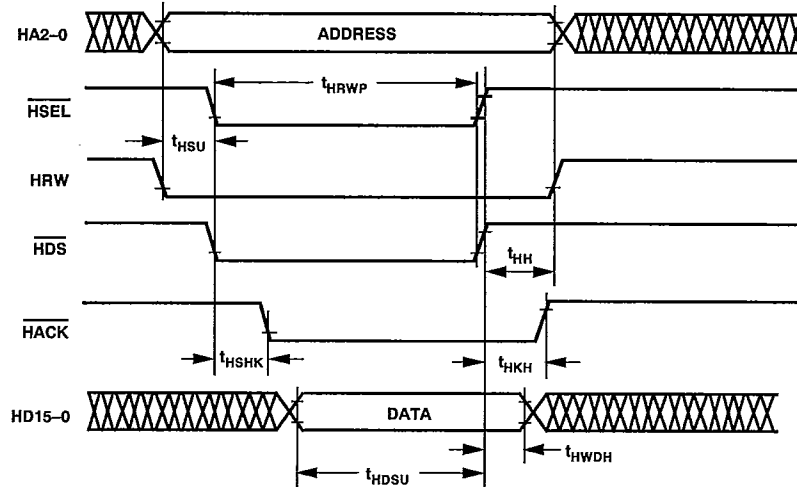 HA2–0
ADDRESS
tHRWP
HSEL
tHSU
HRW
HDS
tHH
HACK
tHSHK
tHKH
HD15–0
DATA
tHWDH
tHDSU